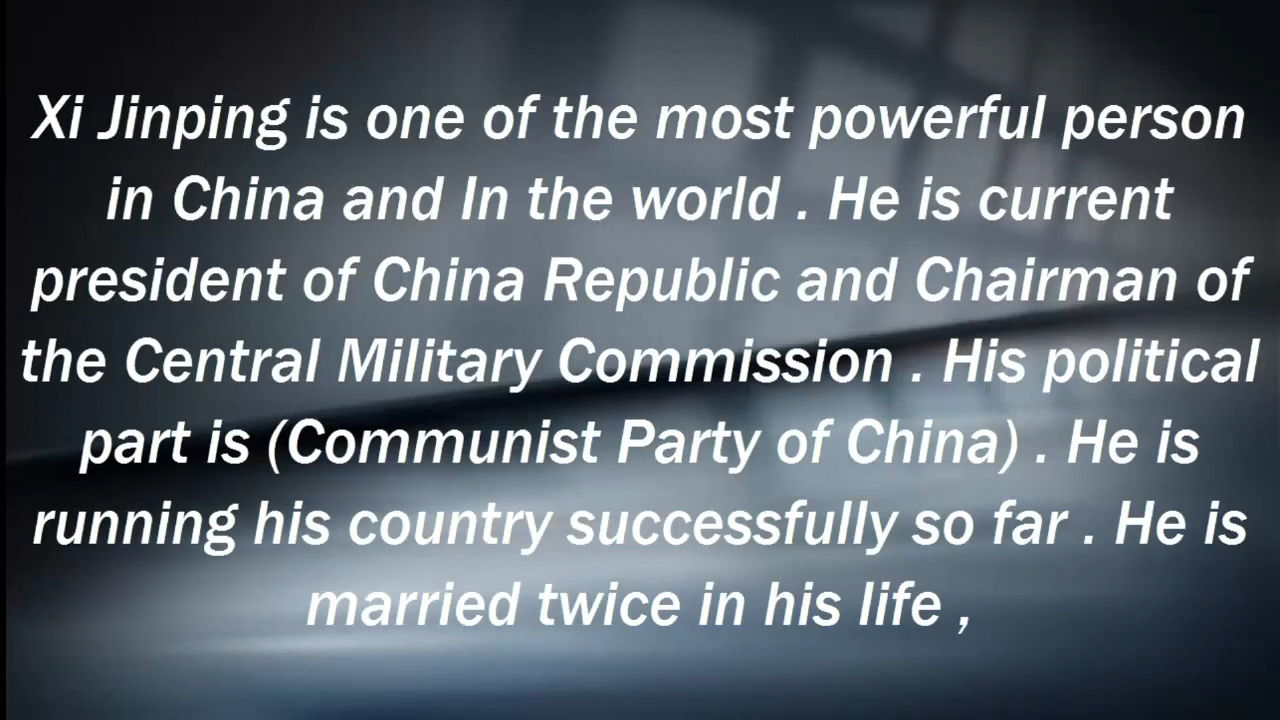 Xi Jinping is one of the most powerful person
in China and In the world . He is current
president of China Republic and Chairman of
the Central Military Commission . His political
part is (Communist Party of China) . He is
running his country successfully so far . He is
married twice in his life ,